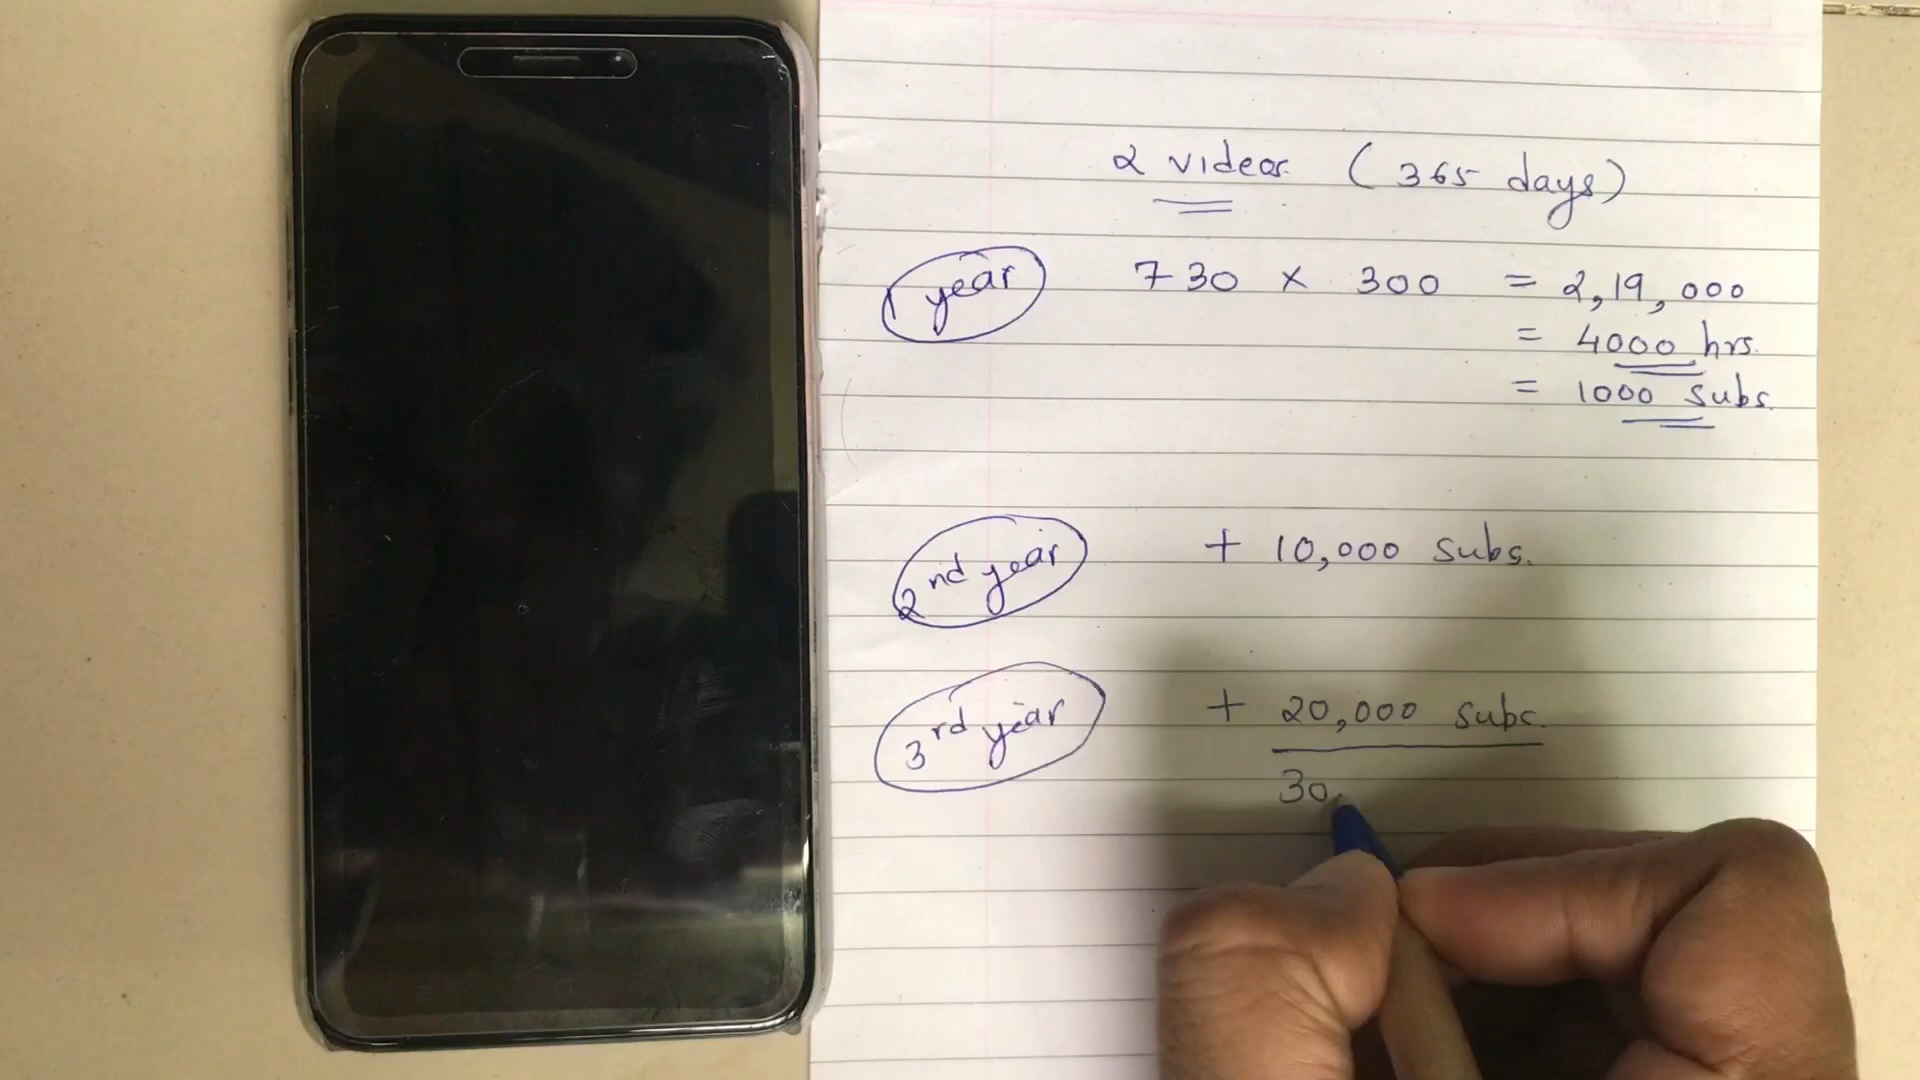 2 videos. (365 days)
1 year 730 x 300 = 2,19,000
= 4000 hrs.
= 1000 subs.
2nd year + 10,000 subs.
3rd year + 20,000 subs.
30